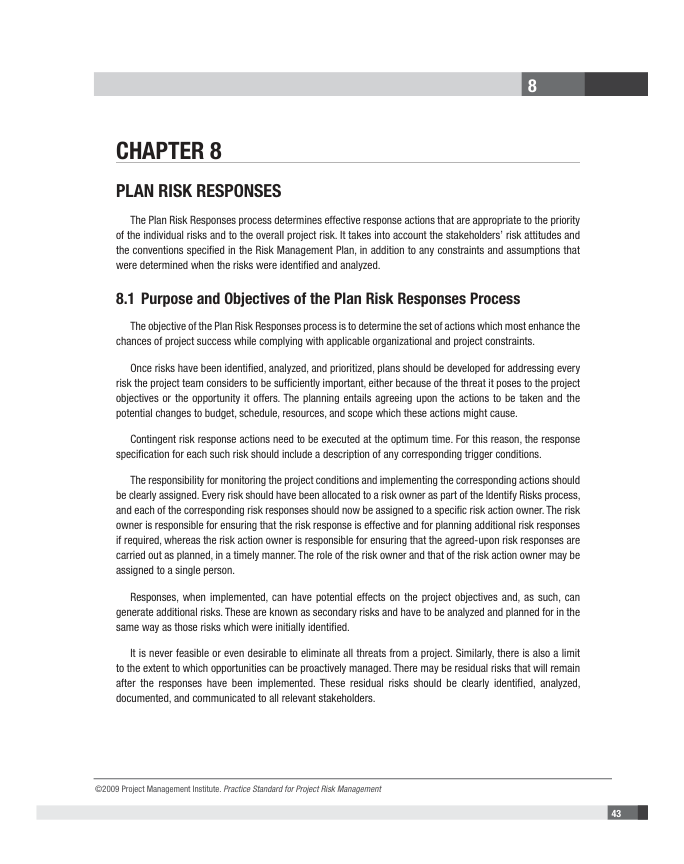 8
CHAPTER 8
PLAN RISK RESPONSES
The Plan Risk Responses process determines effective response actions that are appropriate to the priority
of the individual risks and to the overall project risk. It takes into account the stakeholders' risk attitudes and
the conventions specified in the Risk Management Plan, in addition to any constraints and assumptions that
were determined when the risks were identified and analyzed.
8.1 Purpose and Objectives of the Plan Risk Responses Process
The objective of the Plan Risk Responses process is to determine the set of actions which most enhance the
chances of project success while complying with applicable organizational and project constraints.
Once risks have been identified, analyzed, and prioritized, plans should be developed for addressing every
risk the project team considers to be sufficiently important, either because of the threat it poses to the project
objectives or the opportunity it offers. The planning entails agreeing upon the actions to be taken and the
potential changes to budget, schedule, resources, and scope which these actions might cause.
Contingent risk response actions need to be executed at the optimum time. For this reason, the response
specification for each such risk should include a description of any corresponding trigger conditions.
The responsibility for monitoring the project conditions and implementing the corresponding actions should
be clearly assigned. Every risk should have been allocated to a risk owner as part of the Identify Risks process,
and each of the corresponding risk responses should now be assigned to a specific risk action owner. The risk
owner is responsible for ensuring that the risk response is effective and for planning additional risk responses
if required, whereas the risk action owner is responsible for ensuring that the agreed-upon risk responses are
carried out as planned, in a timely manner. The role of the risk owner and that of the risk action owner may be
assigned to a single person.
Responses, when implemented, can have potential effects on the project objectives and, as such, can
generate additional risks. These are known as secondary risks and have to be analyzed and planned for in the
same way as those risks which were initially identified.
It is never feasible or even desirable to eliminate all threats from a project. Similarly, there is also a limit
to the extent to which opportunities can be proactively managed. There may be residual risks that will remain
after the responses have been implemented. These residual risks should be clearly identified, analyzed,
documented, and communicated to all relevant stakeholders.
©2009 Project Management Institute. Practice Standard for Project Risk Management
43